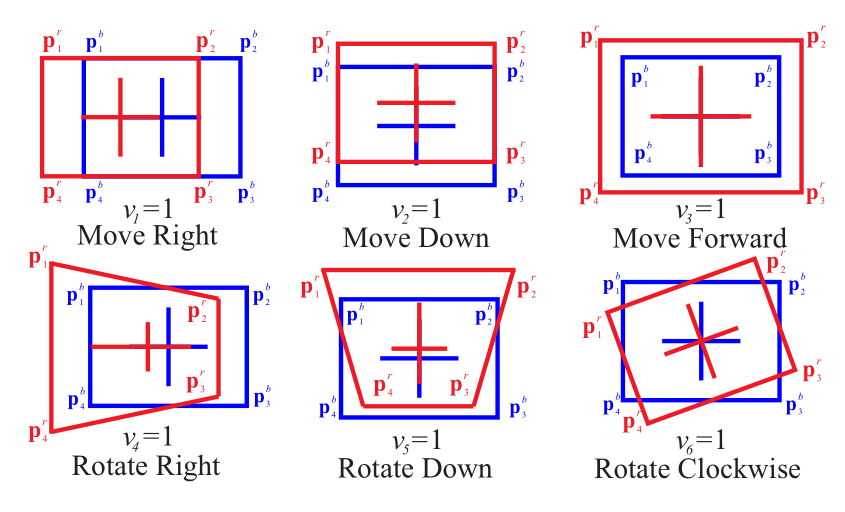 p₁ʳ p₁ᵇ p₂ʳ p₂ᵇ
p₄ʳ p₄ᵇ p₃ʳ p₃ᵇ
v₁=1
Move Right
p₁ʳ p₂ʳ
p₁ᵇ p₂ᵇ
p₄ʳ p₃ʳ
p₄ᵇ p₃ᵇ
v₂=1
Move Down
p₁ʳ p₂ʳ
p₁ᵇ p₂ᵇ
p₄ᵇ p₃ᵇ
p₄ʳ p₃ʳ
v₃=1
Move Forward
p₁ʳ
p₁ᵇ p₂ᵇ
p₂ʳ
p₃ʳ
p₄ᵇ p₃ᵇ
p₄ʳ
v₄=1
Rotate Right
p₁ʳ p₂ʳ
p₁ᵇ p₂ᵇ
p₄ʳ p₃ʳ
p₄ᵇ p₃ᵇ
v₅=1
Rotate Down
p₂ʳ
p₁ᵇ p₂ᵇ
p₁ʳ
p₃ʳ
p₄ᵇ p₃ᵇ
p₄ʳ
v₆=1
Rotate Clockwise